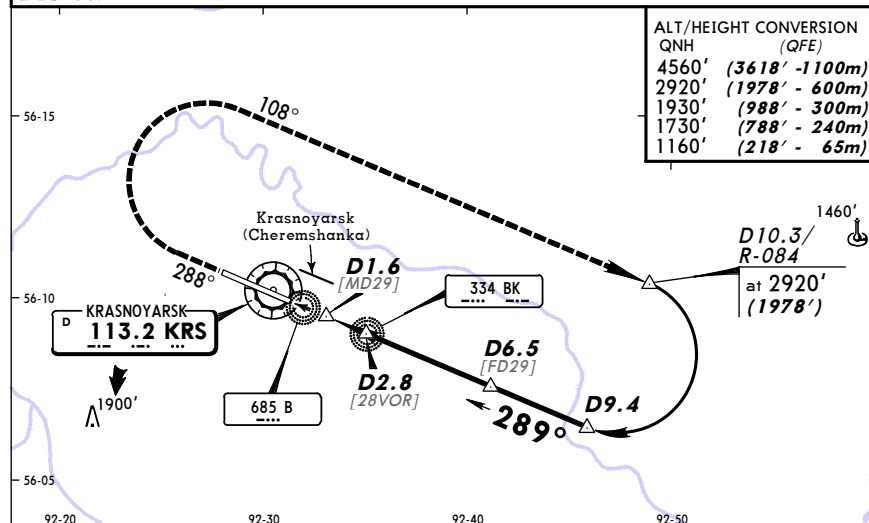 ALT/HEIGHT CONVERSION
QNH (QFE)
4560' (3618' -1100m)
2920' (1978' - 600m)
1930' (988' - 300m)
1730' (788' - 240m)
1160' (218' - 65m)
56-15
108°
1460'
Krasnoyarsk
(Cheremshanka)
D10.3/
R-084
at 2920'
(1978')
288°
D1.6
[MD29]
334 BK
56-10
KRASNOYARSK
D 113.2 KRS
D6.5
[FD29]
D2.8
[28VOR]
D9.4
1900'
685 B
289°
56-05
92-20
92-30
92-40
92-50